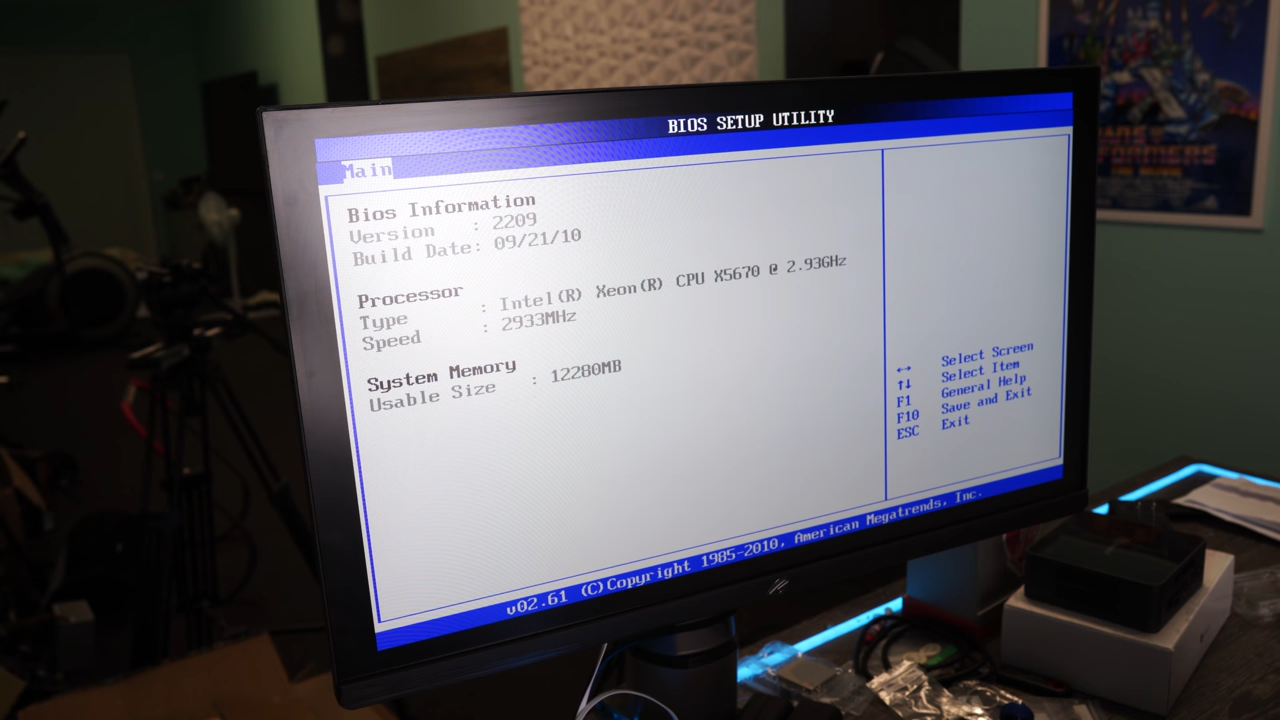 BIOS SETUP UTILITY
Main
Bios Information
Version : 2209
Build Date: 09/21/10
Processor
Type : Intel(R) Xeon(R) CPU X5670 @ 2.93GHz
Speed : 2933MHz
System Memory
Usable Size : 12280MB
↔ Select Screen
↑↓ Select Item
F1 General Help
F10 Save and Exit
ESC Exit
v02.61 (C)Copyright 1985-2010, American Megatrends, Inc.
hp